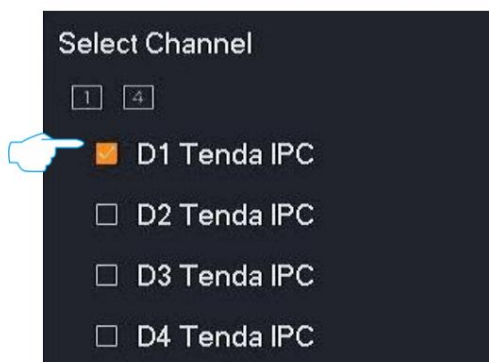 Select Channel
1 4
D1 Tenda IPC
D2 Tenda IPC
D3 Tenda IPC
D4 Tenda IPC